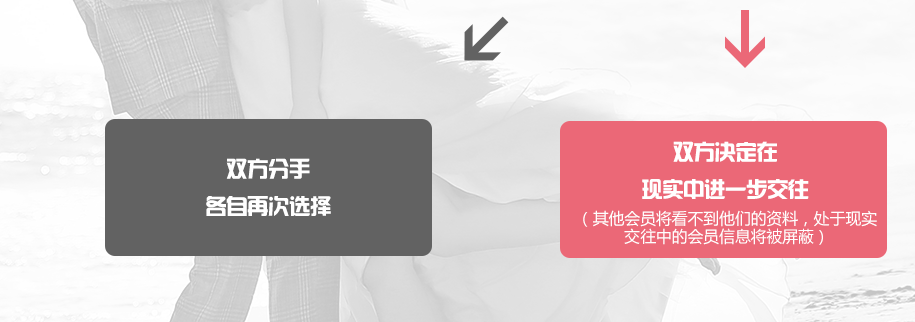 双方分手
各自再次选择
双方决定在
现实中进一步交往
（其他会员将看不到他们的资料，处于现实
交往中的会员信息将被屏蔽）